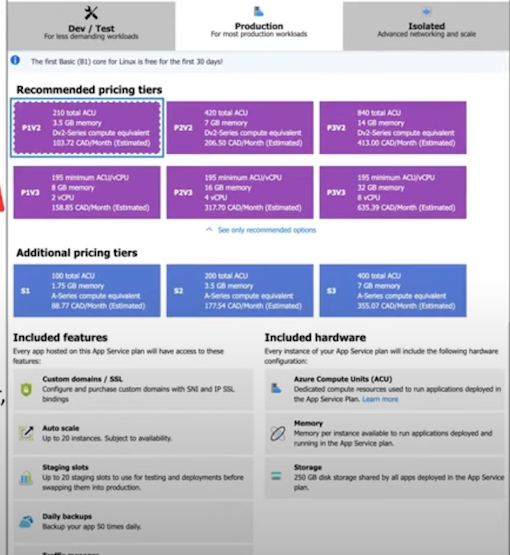 Dev / Test
For less demanding workloads
Production
For most production workloads
Isolated
Advanced networking and scale
The first Basic (B1) core for Linux is free for the first 30 days!
Recommended pricing tiers
P1V2
210 total ACU
3.5 GB memory
Dv2-Series compute equivalent
103.72 CAD/Month (Estimated)
P2V2
420 total ACU
7 GB memory
Dv2-Series compute equivalent
206.50 CAD/Month (Estimated)
P3V2
840 total ACU
14 GB memory
Dv2-Series compute equivalent
413.00 CAD/Month (Estimated)
P1V3
195 minimum ACU/vCPU
8 GB memory
2 vCPU
158.85 CAD/Month (Estimated)
P2V3
195 minimum ACU/vCPU
16 GB memory
4 vCPU
317.70 CAD/Month (Estimated)
P3V3
195 minimum ACU/vCPU
32 GB memory
8 vCPU
635.39 CAD/Month (Estimated)
See only recommended options
Additional pricing tiers
S1
100 total ACU
1.75 GB memory
A-Series compute equivalent
88.77 CAD/Month (Estimated)
S2
200 total ACU
3.5 GB memory
A-Series compute equivalent
177.54 CAD/Month (Estimated)
S3
400 total ACU
7 GB memory
A-Series compute equivalent
355.07 CAD/Month (Estimated)
Included features
Every app hosted on this App Service plan will have access to these
features:
Custom domains / SSL
Configure and purchase custom domains with SNI and IP SSL
bindings
Auto scale
Up to 20 instances. Subject to availability.
Staging slots
Up to 20 staging slots to use for testing and deployments before
swapping them into production.
Daily backups
Backup your app 50 times daily.
Traffic manager
Included hardware
Every instance of your App Service plan will include the following hardware
configuration:
Azure Compute Units (ACU)
Dedicated compute resources used to run applications deployed in
the App Service Plan. Learn more
Memory
Memory per instance available to run applications deployed and
running in the App Service plan.
Storage
250 GB disk storage shared by all apps deployed in the App Service
plan.